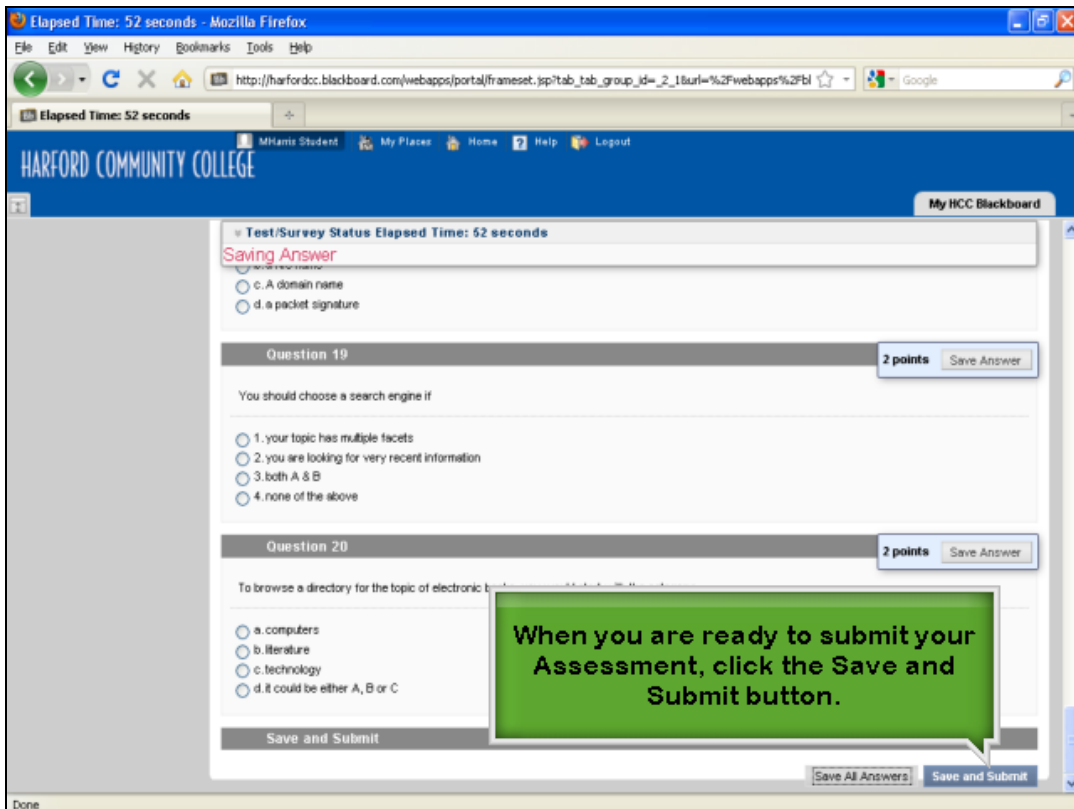 Elapsed Time: 52 seconds - Mozilla Firefox
File Edit View History Bookmarks Tools Help
http://harfordcc.blackboard.com/webapps/portal/frameset.jsp?tab_tab_group_id=_2_1&url=%2Fwebapps%2Fbl Google
Elapsed Time: 52 seconds
MHarris Student My Places Home ? Help Logout
HARFORD COMMUNITY COLLEGE
My HCC Blackboard
Test/Survey Status Elapsed Time: 52 seconds
Saving Answer
c. A domain name
d. a packet signature
Question 19
2 points Save Answer
You should choose a search engine if
1. your topic has multiple facets
2. you are looking for very recent information
3. both A & B
4. none of the above
Question 20
2 points Save Answer
To browse a directory for the topic of electronic
a. computers
b. literature
c. technology
d. it could be either A, B or C
When you are ready to submit your
Assessment, click the Save and
Submit button.
Save and Submit
Save All Answers Save and Submit
Done